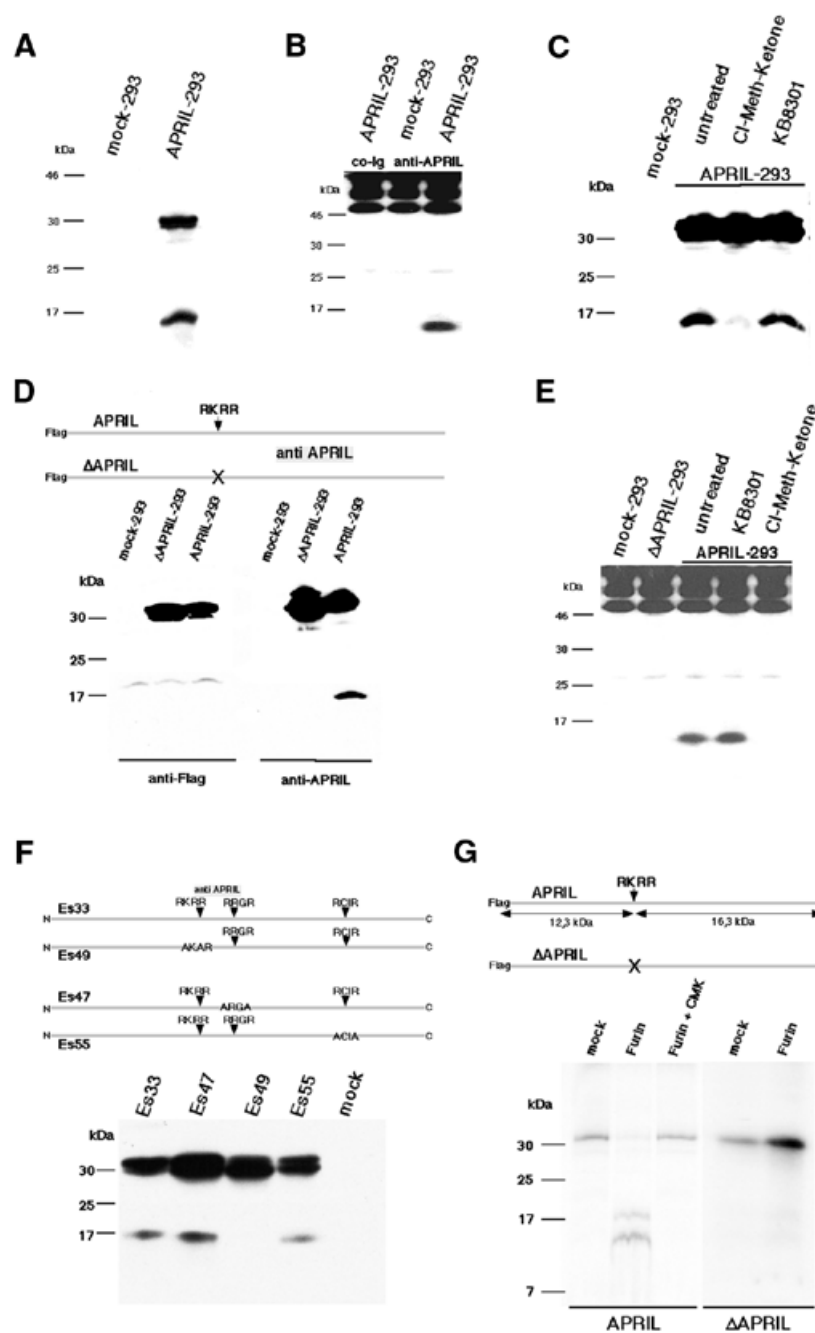 A
mock-293
APRIL-293
kDa
46
30
25
17
B
APRIL-293
mock-293
APRIL-293
co-Ig anti-APRIL
kDa
46
30
25
17
C
mock-293
untreated
Cl-Meth-Ketone
KB8301
APRIL-293
kDa
30
25
17
D
RKRR
APRIL
Flag
anti APRIL
ΔAPRIL
Flag
X
mock-293
ΔAPRIL-293
APRIL-293
mock-293
ΔAPRIL-293
APRIL-293
kDa
30
25
17
anti-Flag
anti-APRIL
E
mock-293
ΔAPRIL-293
untreated
KB8301
Cl-Meth-Ketone
APRIL-293
kDa
46
30
25
17
F
anti APRIL
RKRR RRGR RCIR
Es33
N C
RRGR RCIR
AKAR
Es49
N C
RKRR RCIR
Es47
ARGA
N C
RKRR RRGR
ACIA
Es55
N C
Es33
Es47
Es49
Es55
mock
kDa
30
25
17
G
RKRR
APRIL
Flag
12,3 kDa 16,3 kDa
ΔAPRIL
Flag
X
mock
Furin
Furin + CMK
mock
Furin
kDa
30
17
7
APRIL
ΔAPRIL